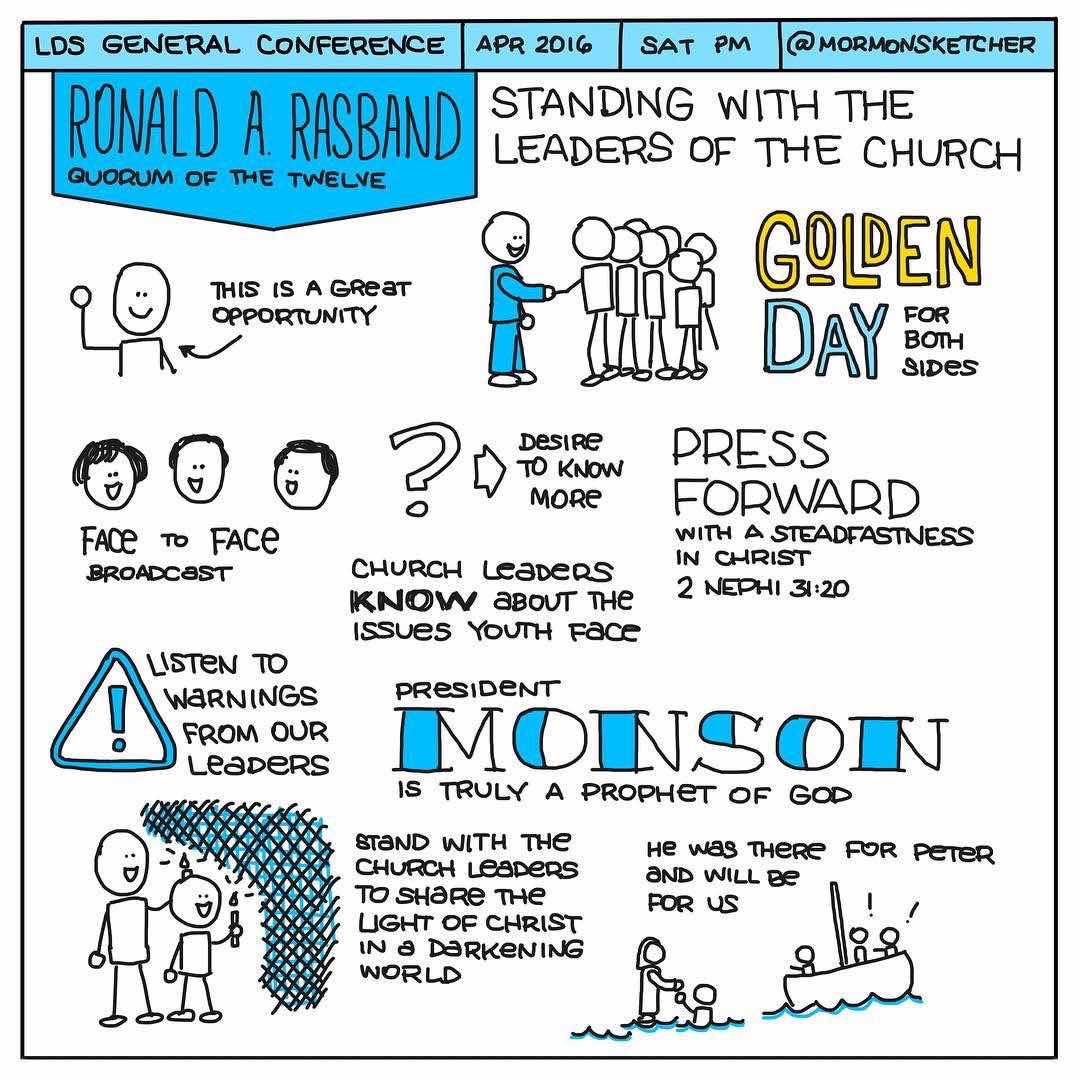 LDS GENERAL CONFERENCE
APR 2016
SAT PM
@MORMONSKETCHER
RONALD A. RASBAND
QUORUM OF THE TWELVE
STANDING WITH THE
LEADERS OF THE CHURCH
THIS IS A GREAT
OPPORTUNITY
GOLDEN
DAY
FOR
BOTH
SIDES
FACE TO FACE
BROADCAST
?
DESIRE
TO KNOW
MORE
PRESS
FORWARD
WITH A STEADFASTNESS
IN CHRIST
2 NEPHI 31:20
CHURCH LEADERS
KNOW ABOUT THE
ISSUES YOUTH FACE
!
LISTEN TO
WARNINGS
FROM OUR
LEADERS
PRESIDENT
MONSON
IS TRULY A PROPHET OF GOD
STAND WITH THE
CHURCH LEADERS
TO SHARE THE
LIGHT OF CHRIST
IN A DARKENING
WORLD
HE WAS THERE FOR PETER
AND WILL BE
FOR US
! !